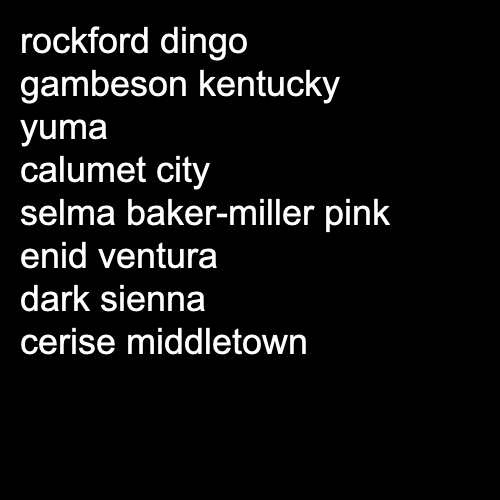 rockford dingo
gambeson kentucky
yuma
calumet city
selma baker-miller pink
enid ventura
dark sienna
cerise middletown